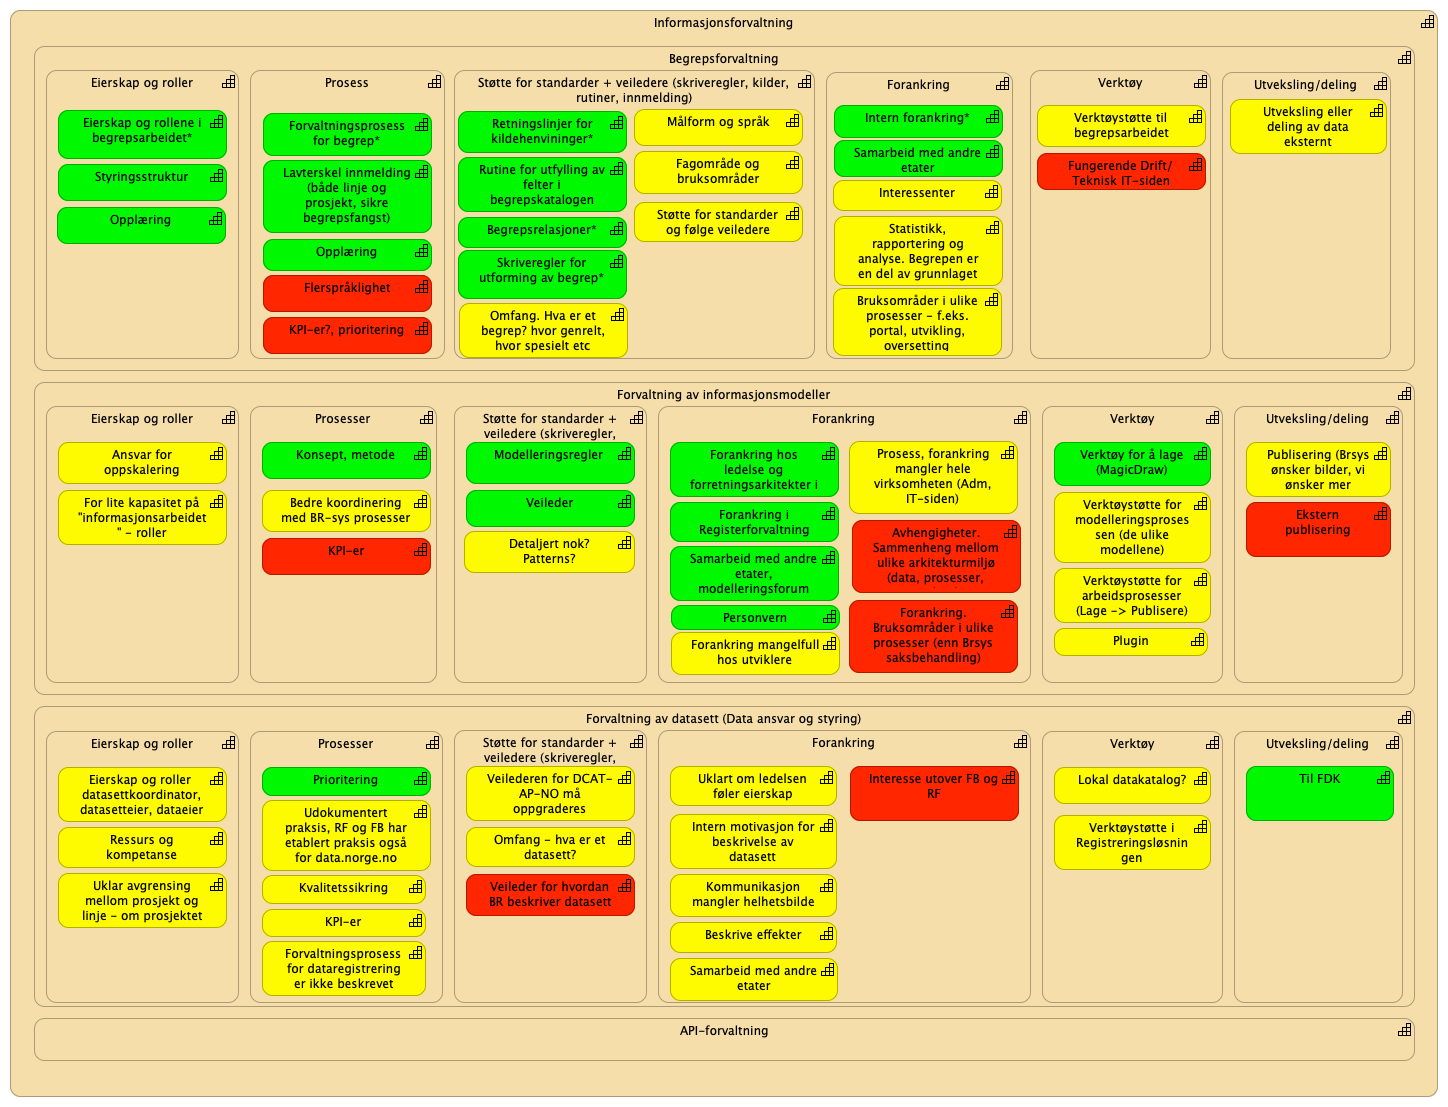 Informasjonsforvaltning
Begrepsforvaltning
Eierskap og roller
Eierskap og rollene i
begrepsarbeidet*
Styringsstruktur
Opplæring
Prosess
Forvaltningsprosess
for begrep*
Lavterskel innmelding
(både linje og
prosjekt, sikre
begrepsfangst)
Opplæring
Flerspråklighet
KPI-er?, prioritering
Støtte for standarder + veiledere (skriveregler, kilder,
rutiner, innmelding)
Retningslinjer for
kildehenvininger*
Rutine for utfylling av
felter i
begrepskatalogen
Begrepsrelasjoner*
Skriveregler for
utforming av begrep*
Omfang. Hva er et
begrep? hvor genrelt,
hvor spesielt etc
Målform og språk
Fagområde og
bruksområder
Støtte for standarder
og følge veiledere
Forankring
Intern forankring*
Samarbeid med andre
etater
Interessenter
Statistikk,
rapportering og
analyse. Begrepen er
en del av grunnlaget
Bruksområder i ulike
prosesser - f.eks.
portal, utvikling,
oversetting
Verktøy
Verktøystøtte til
begrepsarbeidet
Fungerende Drift/
Teknisk IT-siden
Utveksling/deling
Utveksling eller
deling av data
eksternt
Forvaltning av informasjonsmodeller
Eierskap og roller
Ansvar for
oppskalering
For lite kapasitet på
"informasjonsarbeidet
" - roller
Prosesser
Konsept, metode
Bedre koordinering
med BR-sys prosesser
KPI-er
Støtte for standarder +
veiledere (skriveregler,
Modelleringsregler
Veileder
Detaljert nok?
Patterns?
Forankring
Forankring hos
ledelse og
forretningsarkitekter i
Forankring i
Registerforvaltning
Samarbeid med andre
etater,
modelleringsforum
Personvern
Forankring mangelfull
hos utviklere
Prosess, forankring
mangler hele
virksomheten (Adm,
IT-siden)
Avhengigheter.
Sammenheng mellom
ulike arkitekturmiljø
(data, prosesser,
Forankring.
Bruksområder i ulike
prosesser (enn Brsys
saksbehandling)
Verktøy
Verktøy for å lage
(MagicDraw)
Verktøystøtte for
modelleringsproses
sen (de ulike
modellene)
Verktøystøtte for
arbeidsprosesser
(Lage -> Publisere)
Plugin
Utveksling/deling
Publisering (Brsys
ønsker bilder, vi
ønsker mer
Ekstern
publisering
Forvaltning av datasett (Data ansvar og styring)
Eierskap og roller
Eierskap og roller
datasettkoordinator,
datasetteier, dataeier
Ressurs og
kompetanse
Uklar avgrensing
mellom prosjekt og
linje - om prosjektet
Prosesser
Prioritering
Udokumentert
praksis, RF og FB har
etablert praksis også
for data.norge.no
Kvalitetssikring
KPI-er
Forvaltningsprosess
for dataregistrering
er ikke beskrevet
Støtte for standarder +
veiledere (skriveregler,
Veilederen for DCAT-
AP-NO må
oppgraderes
Omfang - hva er et
datasett?
Veileder for hvordan
BR beskriver datasett
Forankring
Uklart om ledelsen
føler eierskap
Intern motivasjon for
beskrivelse av
datasett
Kommunikasjon
mangler helhetsbilde
Beskrive effekter
Samarbeid med andre
etater
Interesse utover FB og
RF
Verktøy
Lokal datakatalog?
Verktøystøtte i
Registreringsløsnin
gen
Utveksling/deling
Til FDK
API-forvaltning